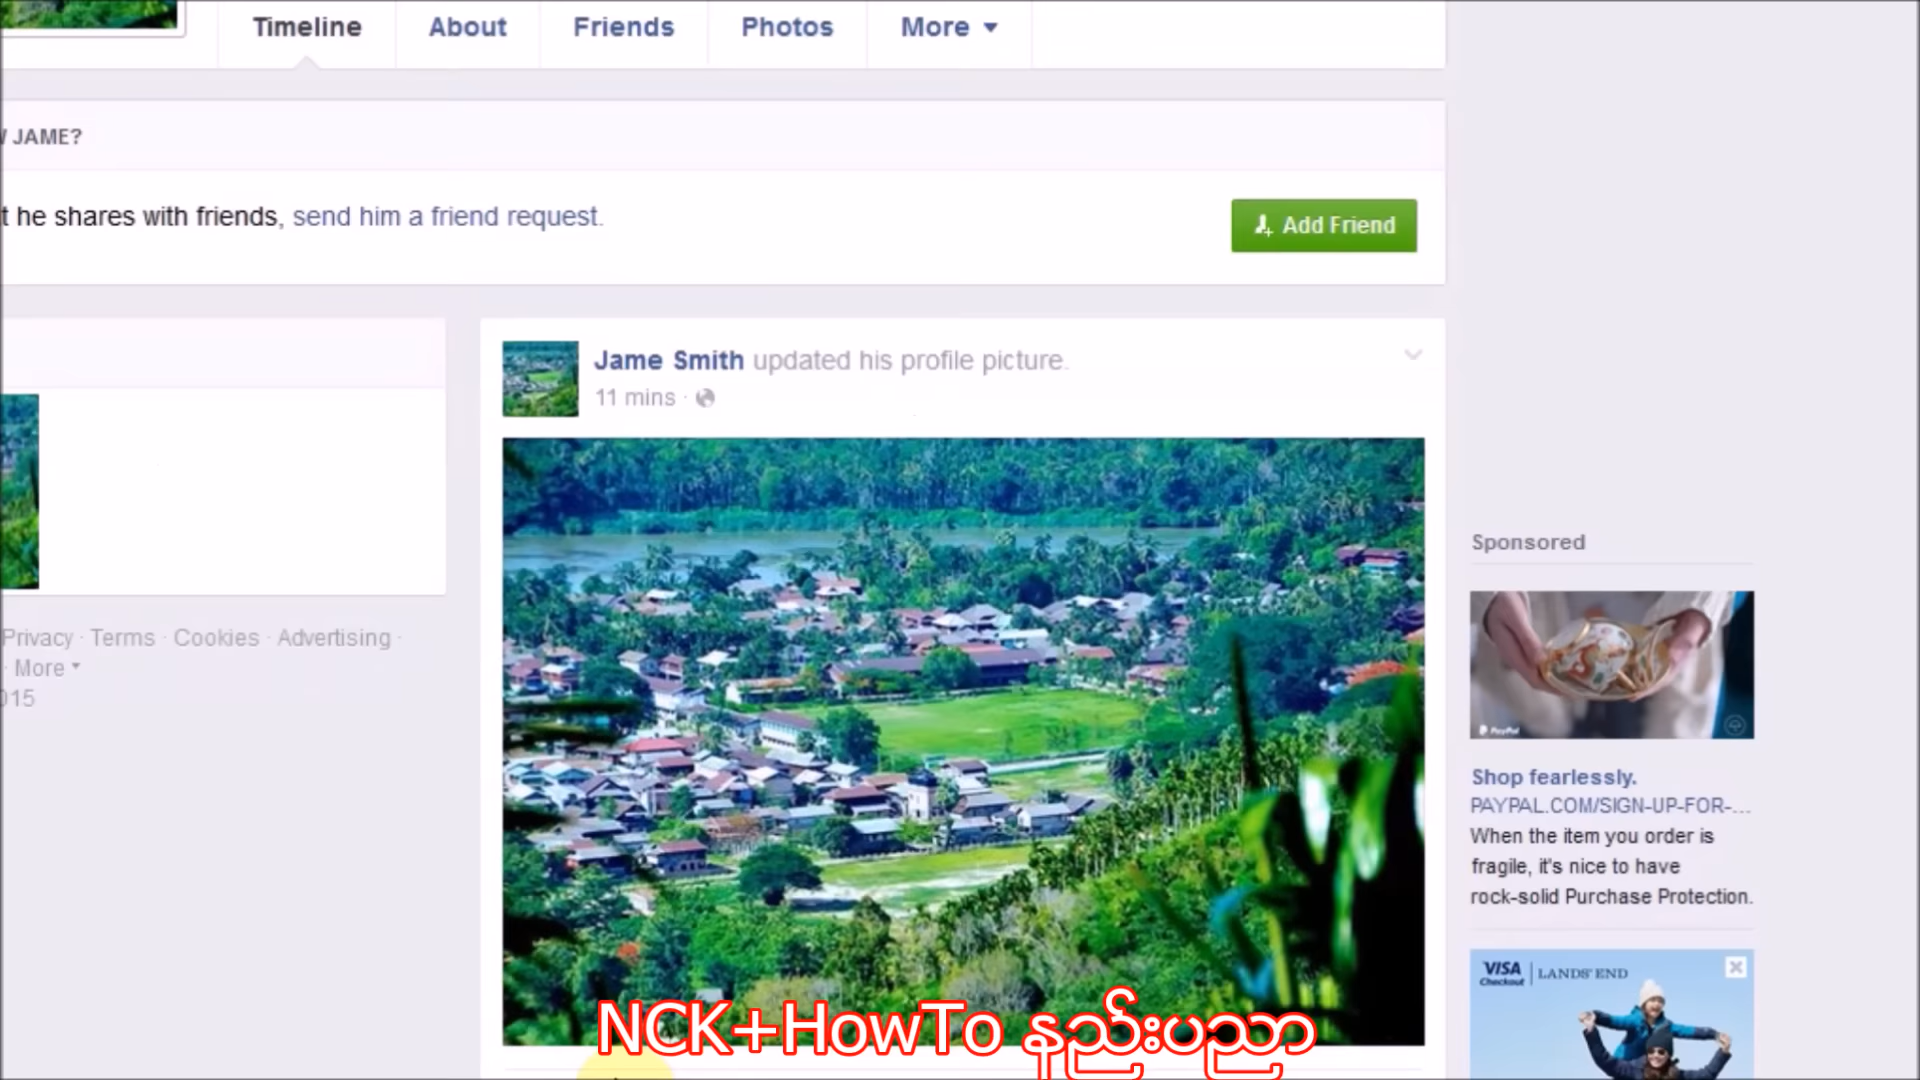 Timeline
About
Friends
Photos
More
JAME?
he shares with friends, send him a friend request.
Add Friend
Jame Smith updated his profile picture.
11 mins ·
Privacy · Terms · Cookies · Advertising ·
· More
015
Sponsored
PayPal
Shop fearlessly.
PAYPAL.COM/SIGN-UP-FOR-...
When the item you order is
fragile, it's nice to have
rock-solid Purchase Protection.
VISA
Checkout
LANDS' END
NCK+HowTo နည်းပညာ